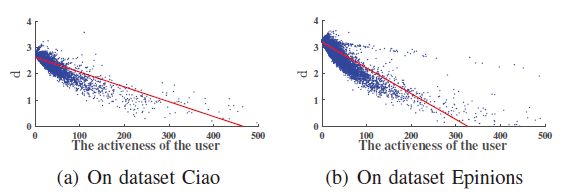 4
3
2
1
0
d
0 100 200 300 400 500
The activeness of the user
(a) On dataset Ciao
4
3
2
1
0
d
0 100 200 300 400 500
The activeness of the user
(b) On dataset Epinions